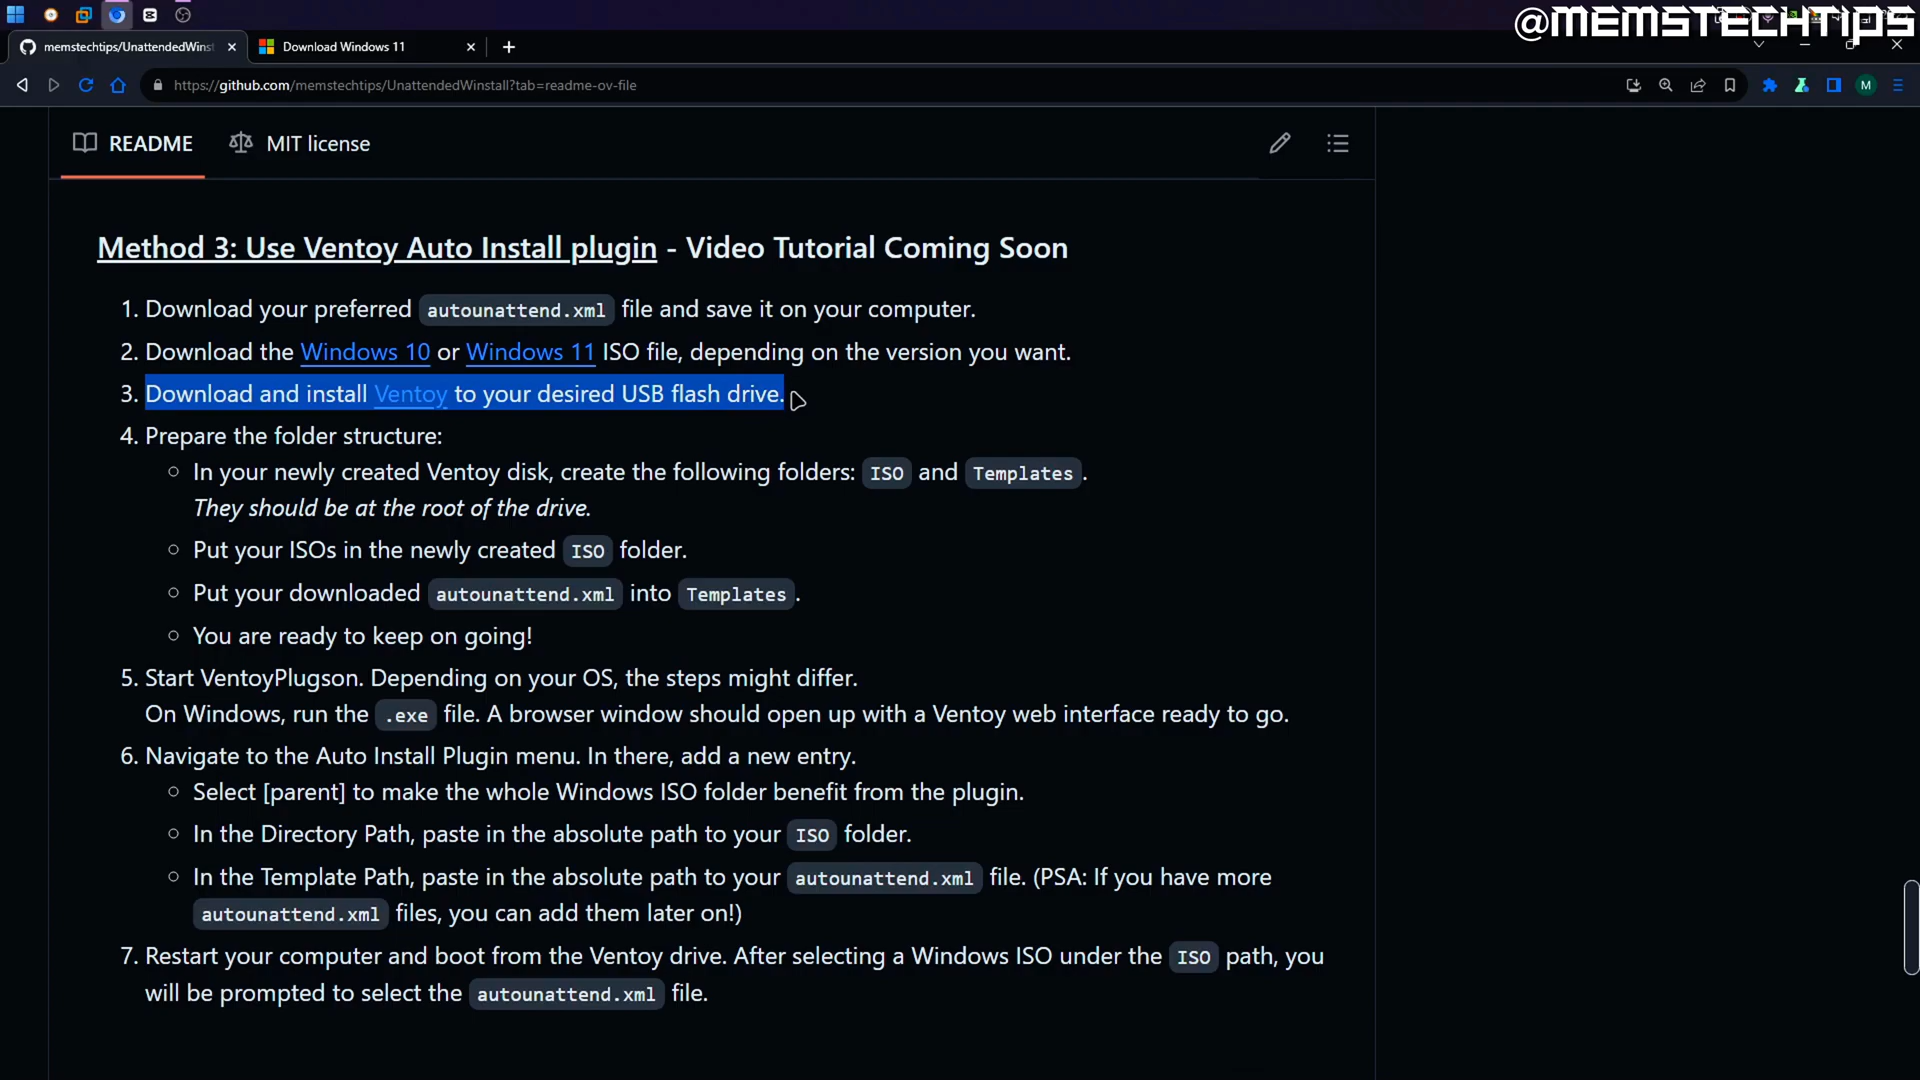 @MEMSTECHTIPS
memstechtips/UnattendedWinst
Download Windows 11
https://github.com/memstechtips/UnattendedWinstall?tab=readme-ov-file
M
README
MIT license
Method 3: Use Ventoy Auto Install plugin - Video Tutorial Coming Soon
1. Download your preferred autounattend.xml file and save it on your computer.
2. Download the Windows 10 or Windows 11 ISO file, depending on the version you want.
3. Download and install Ventoy to your desired USB flash drive.
4. Prepare the folder structure:
In your newly created Ventoy disk, create the following folders: ISO and Templates.
They should be at the root of the drive.
Put your ISOs in the newly created ISO folder.
Put your downloaded autounattend.xml into Templates.
You are ready to keep on going!
5. Start VentoyPlugson. Depending on your OS, the steps might differ.
On Windows, run the .exe file. A browser window should open up with a Ventoy web interface ready to go.
6. Navigate to the Auto Install Plugin menu. In there, add a new entry.
Select [parent] to make the whole Windows ISO folder benefit from the plugin.
In the Directory Path, paste in the absolute path to your ISO folder.
In the Template Path, paste in the absolute path to your autounattend.xml file. (PSA: If you have more
autounattend.xml files, you can add them later on!)
7. Restart your computer and boot from the Ventoy drive. After selecting a Windows ISO under the ISO path, you
will be prompted to select the autounattend.xml file.